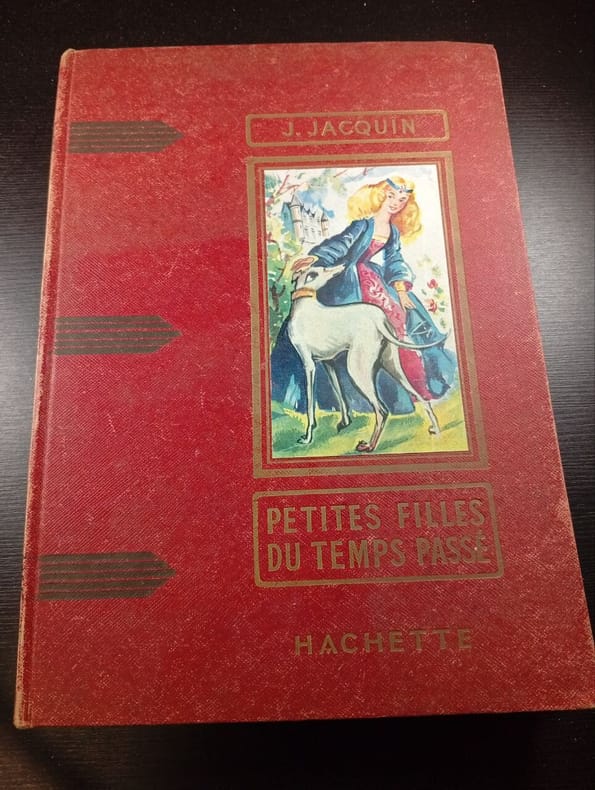 J. JACQUIN
PETITES FILLES
DU TEMPS PASSÉ
HACHETTE